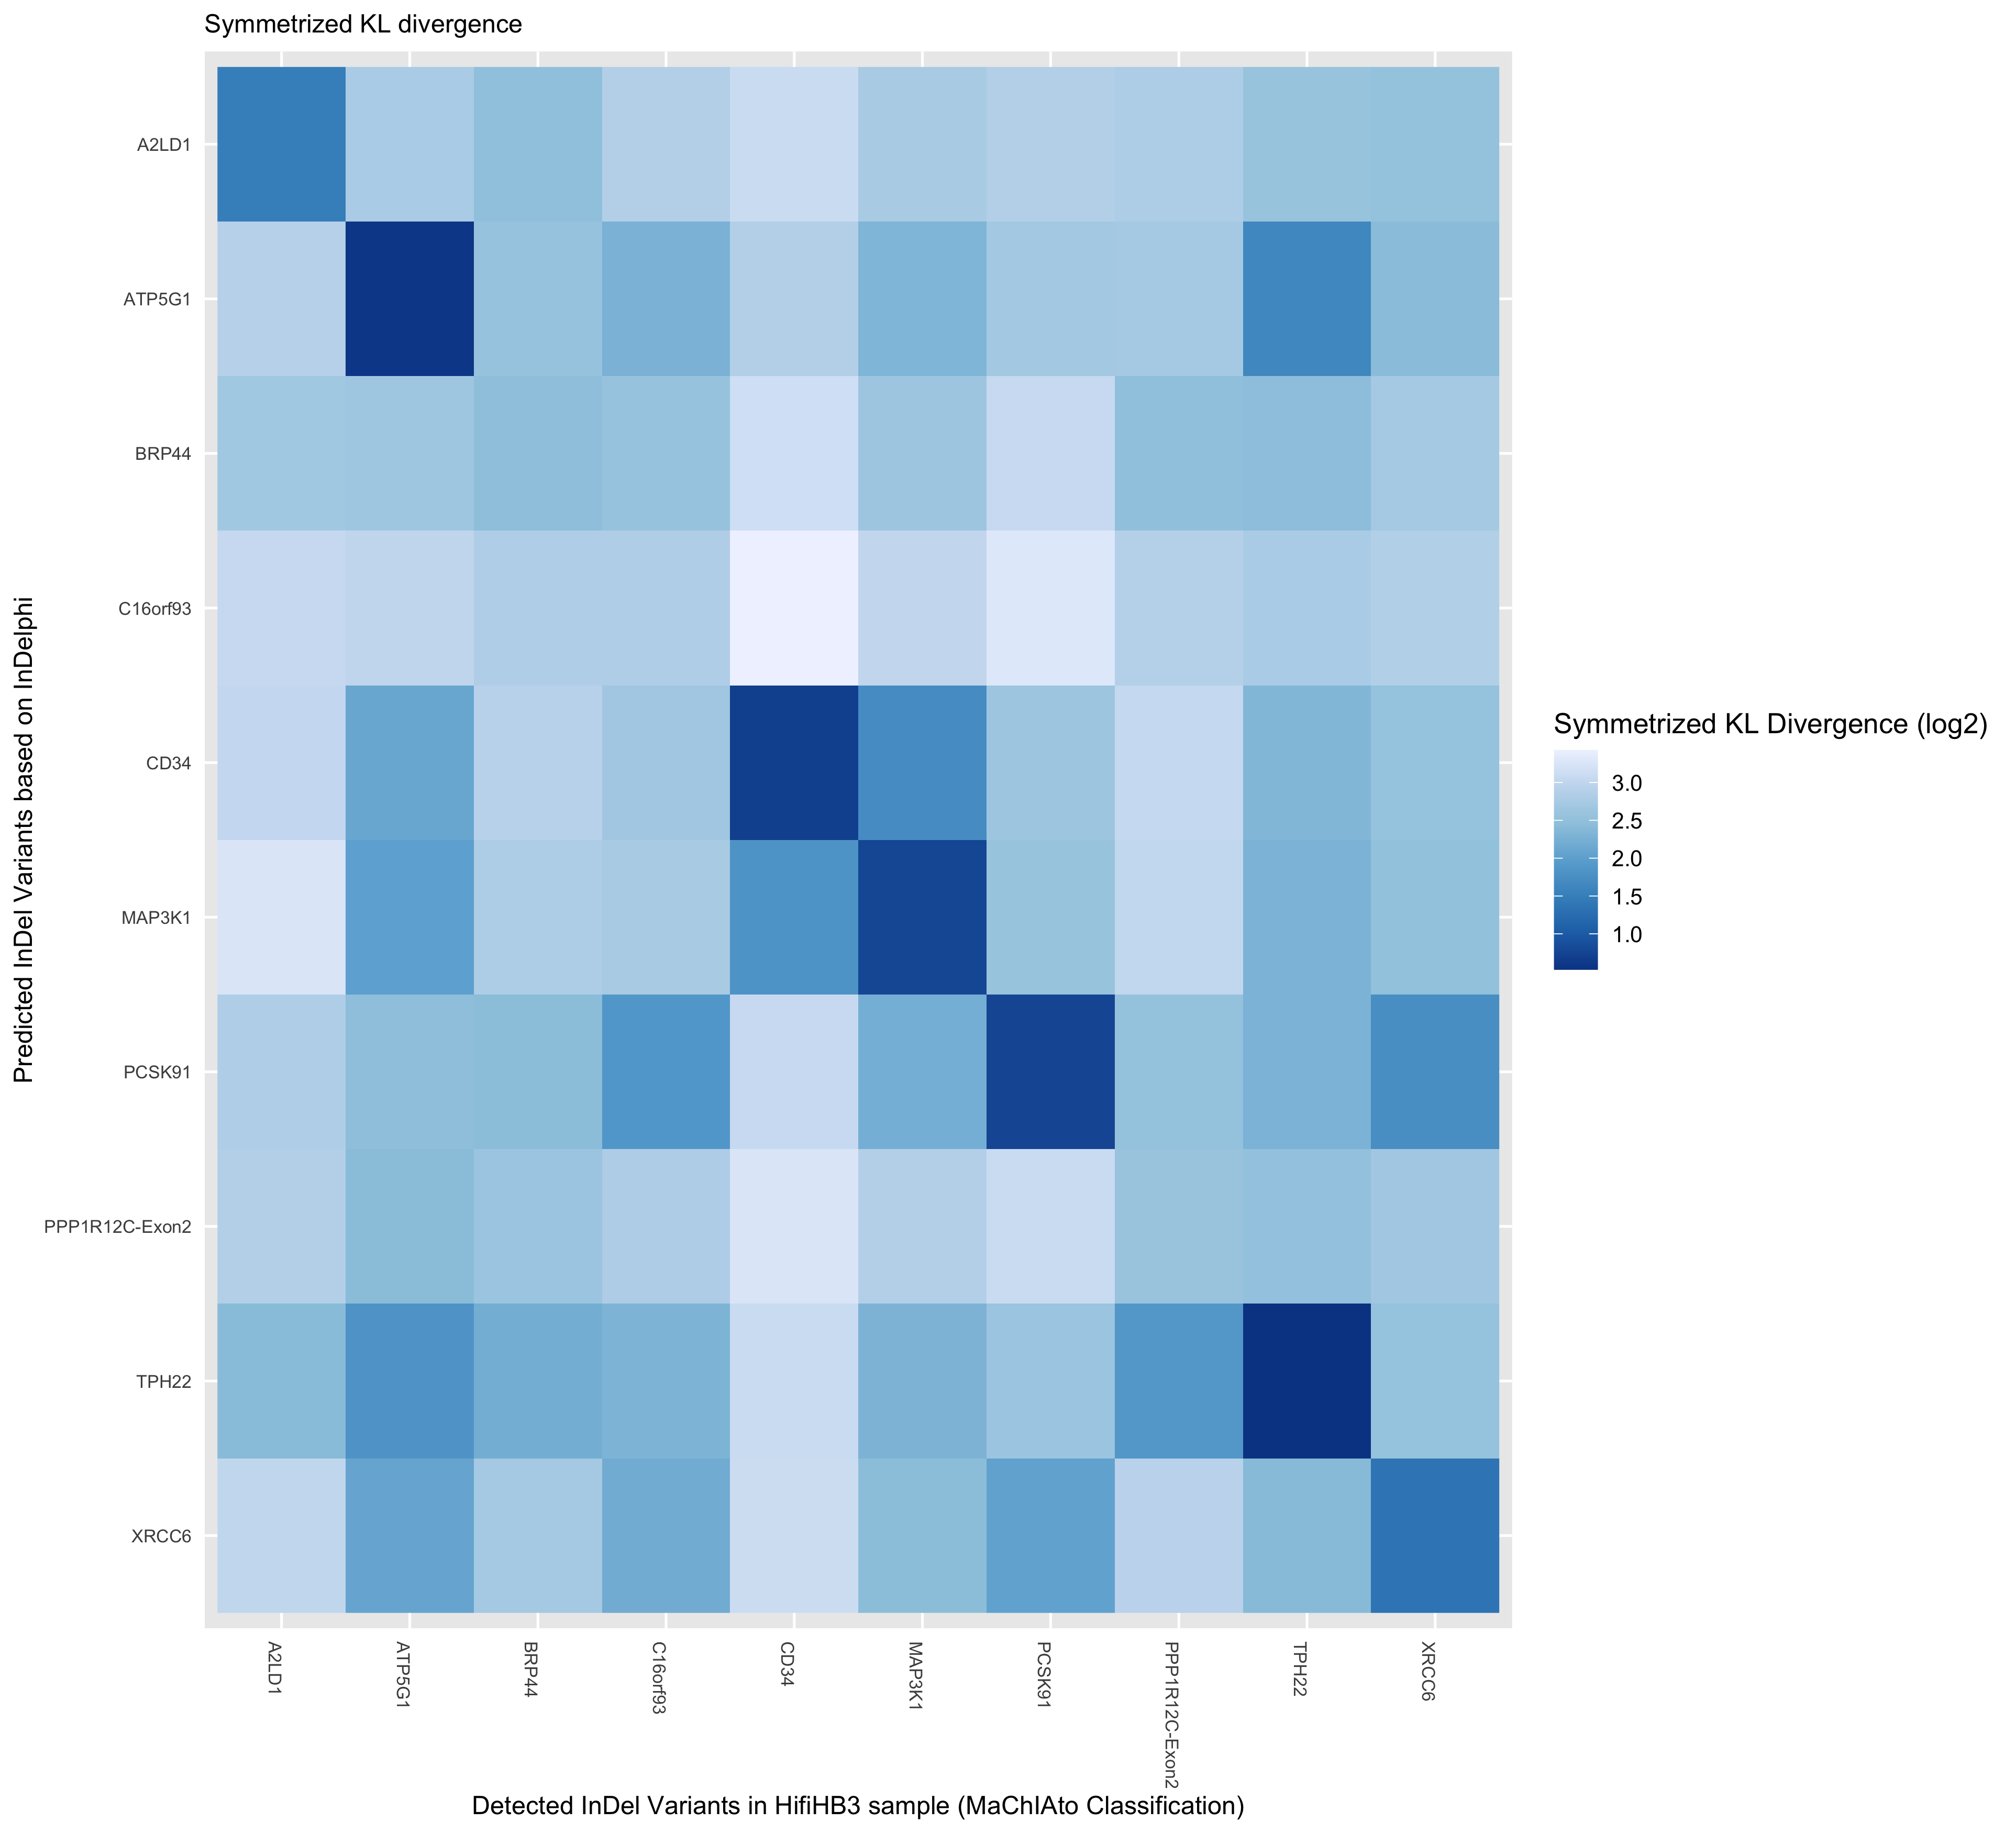 Symmetrized KL divergence
Predicted InDel Variants based on InDelphi
A2LD1
ATP5G1
BRP44
C16orf93
CD34
MAP3K1
PCSK91
PPP1R12C-Exon2
TPH22
XRCC6
A2LD1
ATP5G1
BRP44
C16orf93
CD34
MAP3K1
PCSK91
PPP1R12C-Exon2
TPH22
XRCC6
Detected InDel Variants in HifiHB3 sample (MaChIAto Classification)
Symmetrized KL Divergence (log2)
3.0
2.5
2.0
1.5
1.0